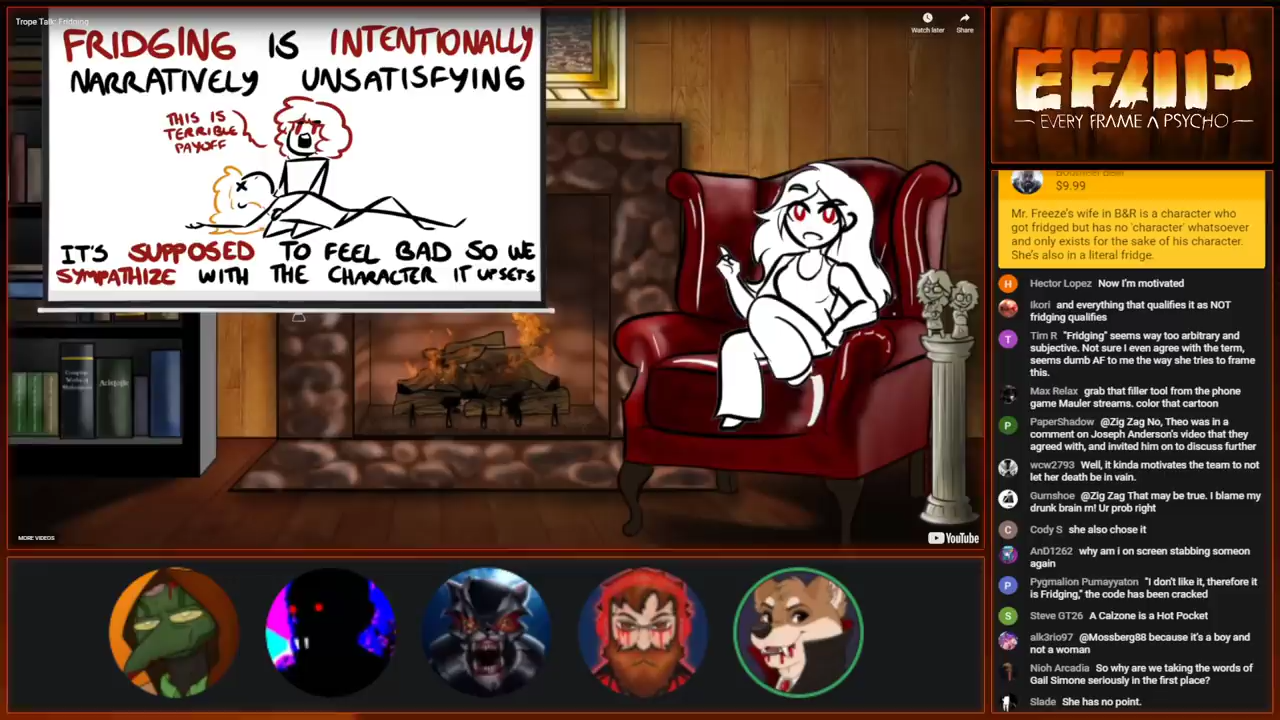 Trope Talk: Fridging
FRIDGING IS INTENTIONALLY
NARRATIVELY UNSATISFYING
THIS IS
TERRIBLE
PAYOFF
IT'S SUPPOSED TO FEEL BAD SO WE
SYMPATHIZE WITH THE CHARACTER IT UPSETS
Watch later
Share
MORE VIDEOS
YouTube
EFAP
EVERY FRAME A PSYCHO
$9.99
Mr. Freeze's wife in B&R is a character who
got fridged but has no 'character' whatsoever
and only exists for the sake of his character.
She's also in a literal fridge.
H
Hector Lopez Now I'm motivated
Ikori and everything that qualifies it as NOT
fridging qualifies
T
Tim R "Fridging" seems way too arbitrary and
subjective. Not sure I even agree with the term,
seems dumb AF to me the way she tries to frame
this.
Max Relax grab that filler tool from the phone
game Mauler streams. color that cartoon
P
PaperShadow @Zig Zag No, Theo was in a
comment on Joseph Anderson's video that they
agreed with, and invited him on to discuss further
wcw2793 Well, it kinda motivates the team to not
let her death be in vain.
Gumshoe @Zig Zag That may be true. I blame my
drunk brain rn! Ur prob right
C
Cody S she also chose it
AnD1262 why am i on screen stabbing someon
again
P
Pygmalion Pumayyaton "I don't like it, therefore it
is Fridging," the code has been cracked
S
Steve GT26 A Calzone is a Hot Pocket
alk3rio97 @Mossberg88 because it's a boy and
not a woman
Nioh Arcadia So why are we taking the words of
Gail Simone seriously in the first place?
Slade She has no point.